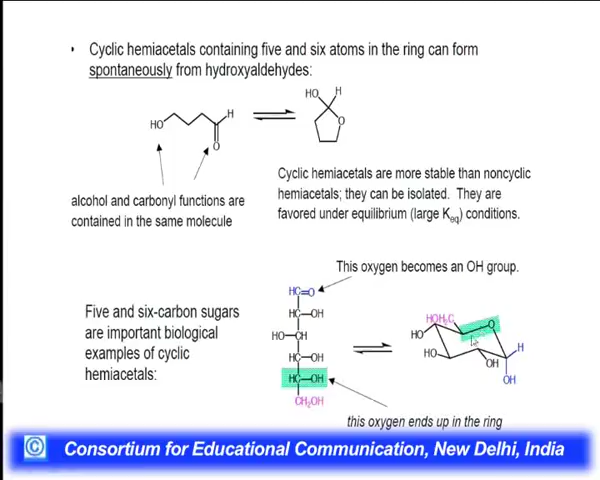 • Cyclic hemiacetals containing five and six atoms in the ring can form
spontaneously from hydroxyaldehydes:
HO H O
HO H O
alcohol and carbonyl functions are
contained in the same molecule
Cyclic hemiacetals are more stable than noncyclic
hemiacetals; they can be isolated. They are
favored under equilibrium (large Keq) conditions.
This oxygen becomes an OH group.
Five and six-carbon sugars
are important biological
examples of cyclic
hemiacetals:
HC=O
HC—OH
HO—CH
HC—OH
HC—OH
CH2OH
HOH2C O
HO
HO
OH
H
OH
this oxygen ends up in the ring
© Consortium for Educational Communication, New Delhi, India